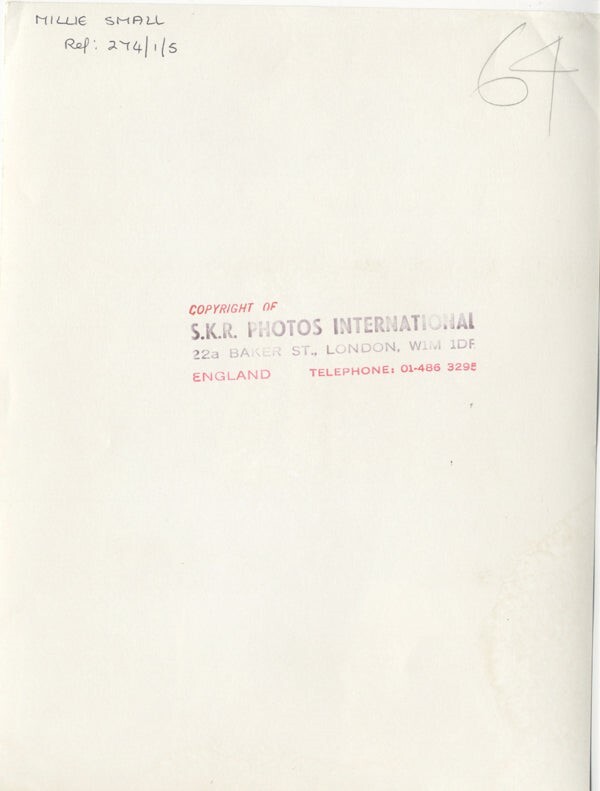 MILLIE SMALL
Ref: 274/1/5
64
COPYRIGHT OF
S.K.R. PHOTOS INTERNATIONAL
22a BAKER ST., LONDON, W1M 1DF
ENGLAND TELEPHONE: 01-486 3295